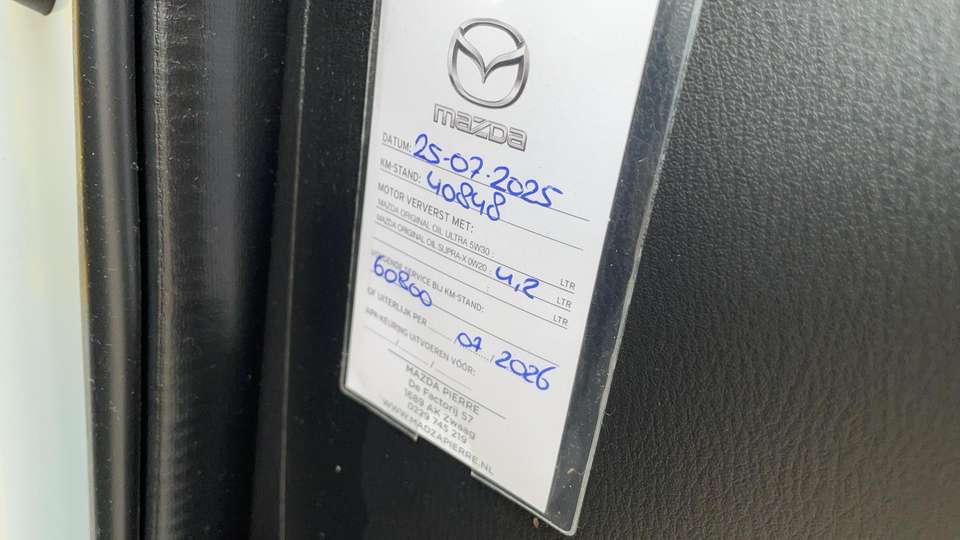 mazda
DATUM: 25-07-2025
KM-STAND: 40848
MOTOR VERVERST MET:
MAZDA ORIGINAL OIL ULTRA 5W30 : LTR
MAZDA ORIGINAL OIL SUPRA-X 0W20 : 4,2 LTR
: LTR
VOLGENDE SERVICE BIJ KM-STAND:
60800
OF UITERLIJK PER 07 / 2026
APK-KEURING UITVOEREN VÓÓR:
/ /
MAZDA PIERRE
De Factorij 57
1689 AK Zwaag
0229 745 219
WWW.MADZAPIERRE.NL